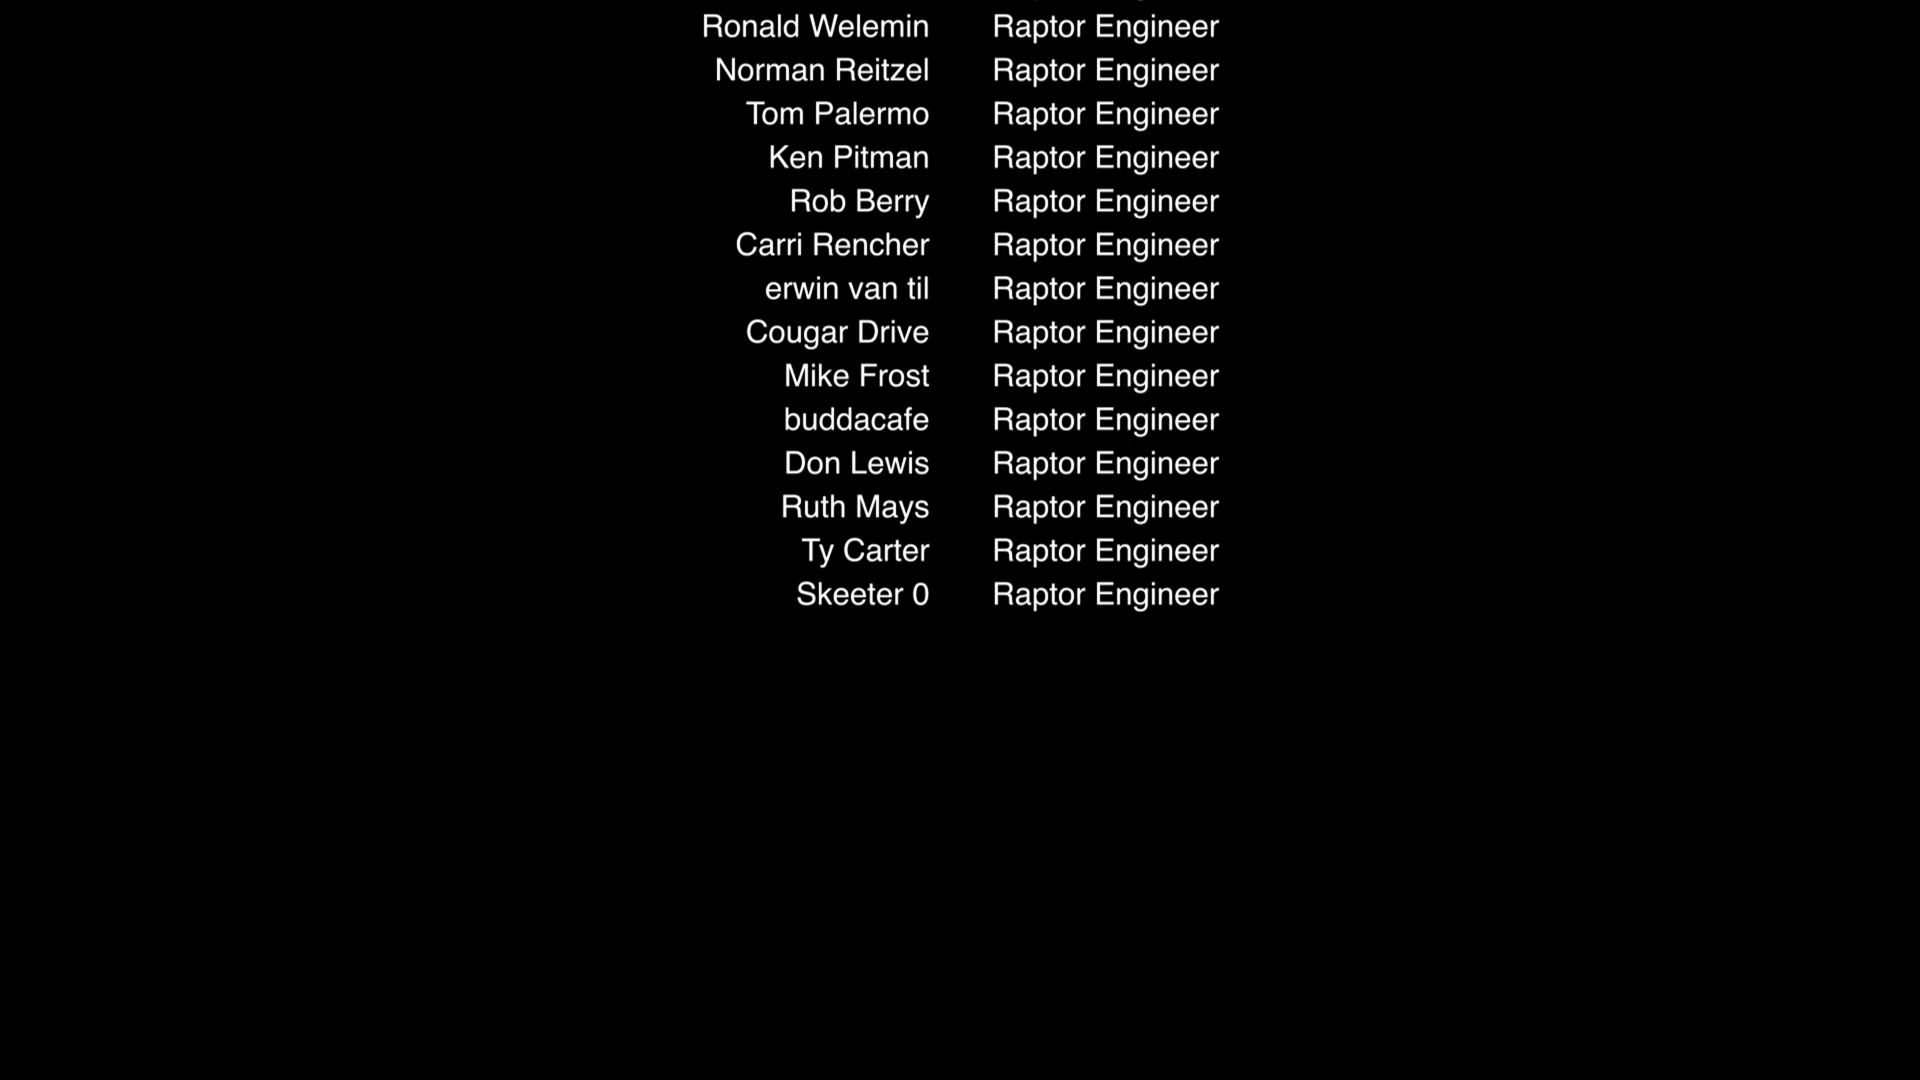 Ronald Welemin Raptor Engineer
Norman Reitzel Raptor Engineer
Tom Palermo Raptor Engineer
Ken Pitman Raptor Engineer
Rob Berry Raptor Engineer
Carri Rencher Raptor Engineer
erwin van til Raptor Engineer
Cougar Drive Raptor Engineer
Mike Frost Raptor Engineer
buddacafe Raptor Engineer
Don Lewis Raptor Engineer
Ruth Mays Raptor Engineer
Ty Carter Raptor Engineer
Skeeter 0 Raptor Engineer